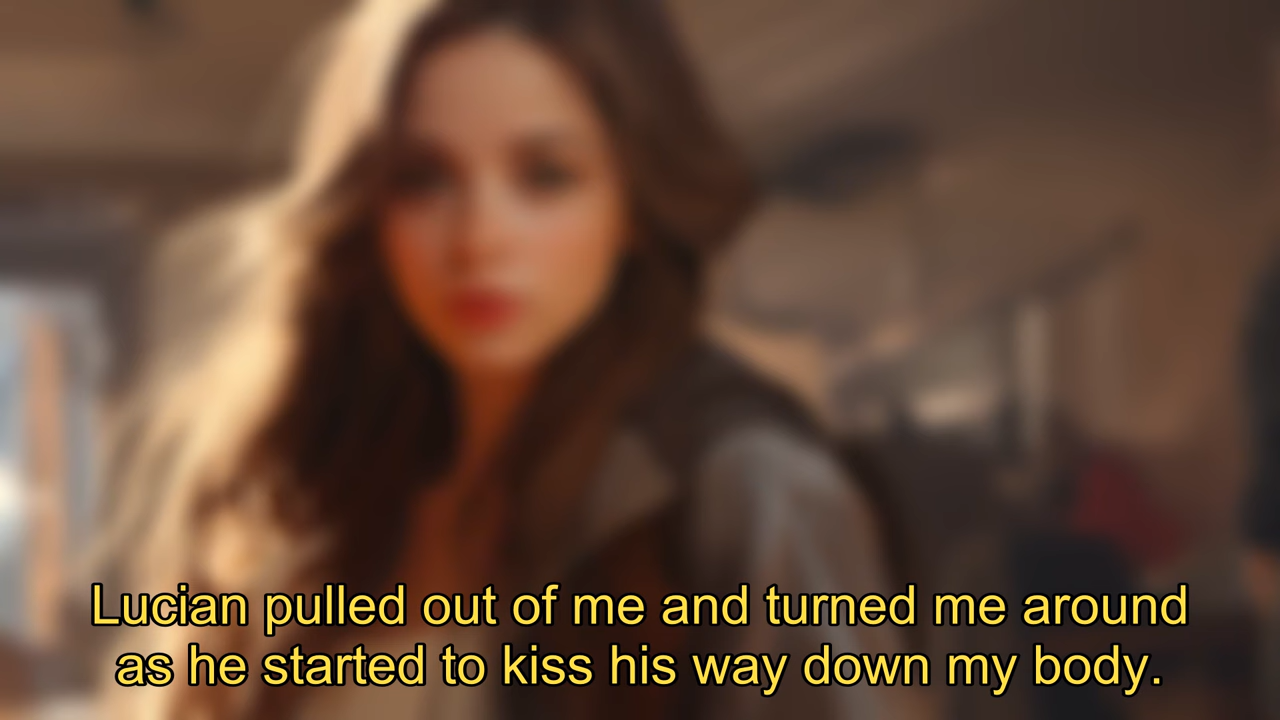 Lucian pulled out of me and turned me around
as he started to kiss his way down my body.